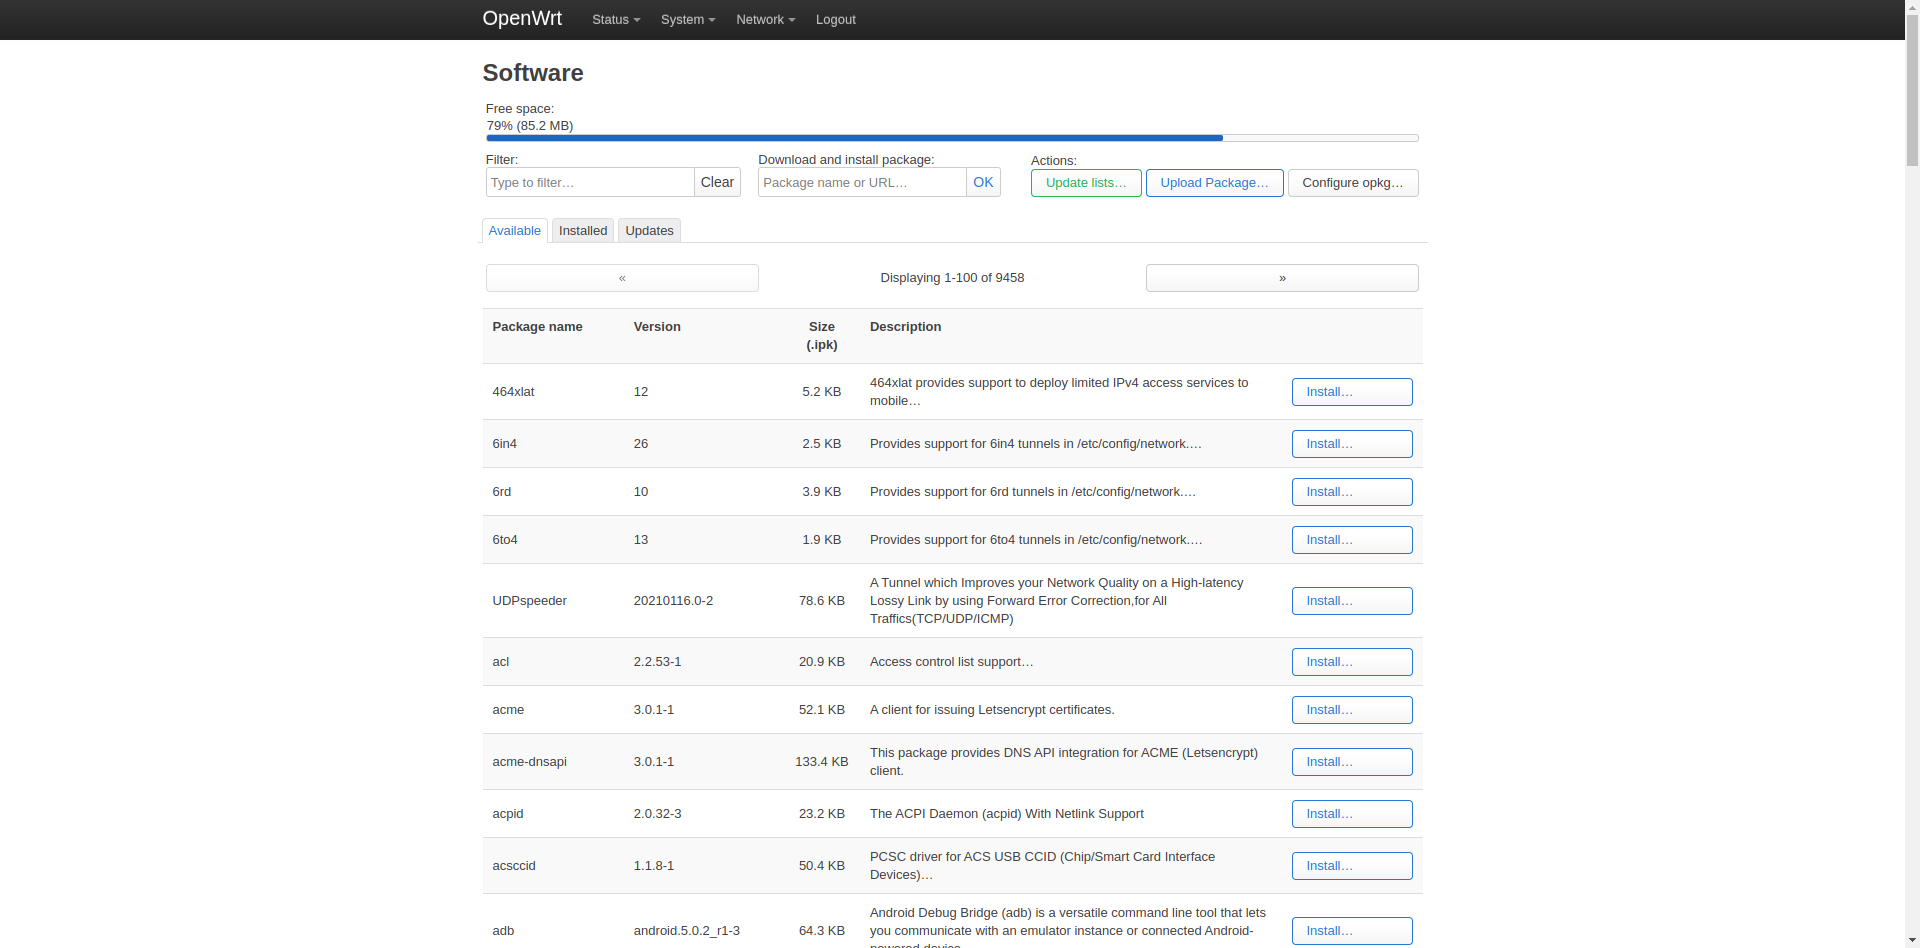 OpenWrt Status System Network Logout
Software
Free space:
79% (85.2 MB)
Filter: Download and install package: Actions:
Type to filter… Clear Package name or URL… OK Update lists… Upload Package… Configure opkg…
Available Installed Updates
« Displaying 1-100 of 9458 »
Package name Version Size Description
(.ipk)
464xlat 12 5.2 KB 464xlat provides support to deploy limited IPv4 access services to
mobile… Install…
6in4 26 2.5 KB Provides support for 6in4 tunnels in /etc/config/network.… Install…
6rd 10 3.9 KB Provides support for 6rd tunnels in /etc/config/network.… Install…
6to4 13 1.9 KB Provides support for 6to4 tunnels in /etc/config/network.… Install…
A Tunnel which Improves your Network Quality on a High-latency
UDPspeeder 20210116.0-2 78.6 KB Lossy Link by using Forward Error Correction,for All Install…
Traffics(TCP/UDP/ICMP)
acl 2.2.53-1 20.9 KB Access control list support… Install…
acme 3.0.1-1 52.1 KB A client for issuing Letsencrypt certificates. Install…
acme-dnsapi 3.0.1-1 133.4 KB This package provides DNS API integration for ACME (Letsencrypt)
client. Install…
acpid 2.0.32-3 23.2 KB The ACPI Daemon (acpid) With Netlink Support Install…
acsccid 1.1.8-1 50.4 KB PCSC driver for ACS USB CCID (Chip/Smart Card Interface
Devices)… Install…
Android Debug Bridge (adb) is a versatile command line tool that lets
adb android.5.0.2_r1-3 64.3 KB you communicate with an emulator instance or connected Android- Install…